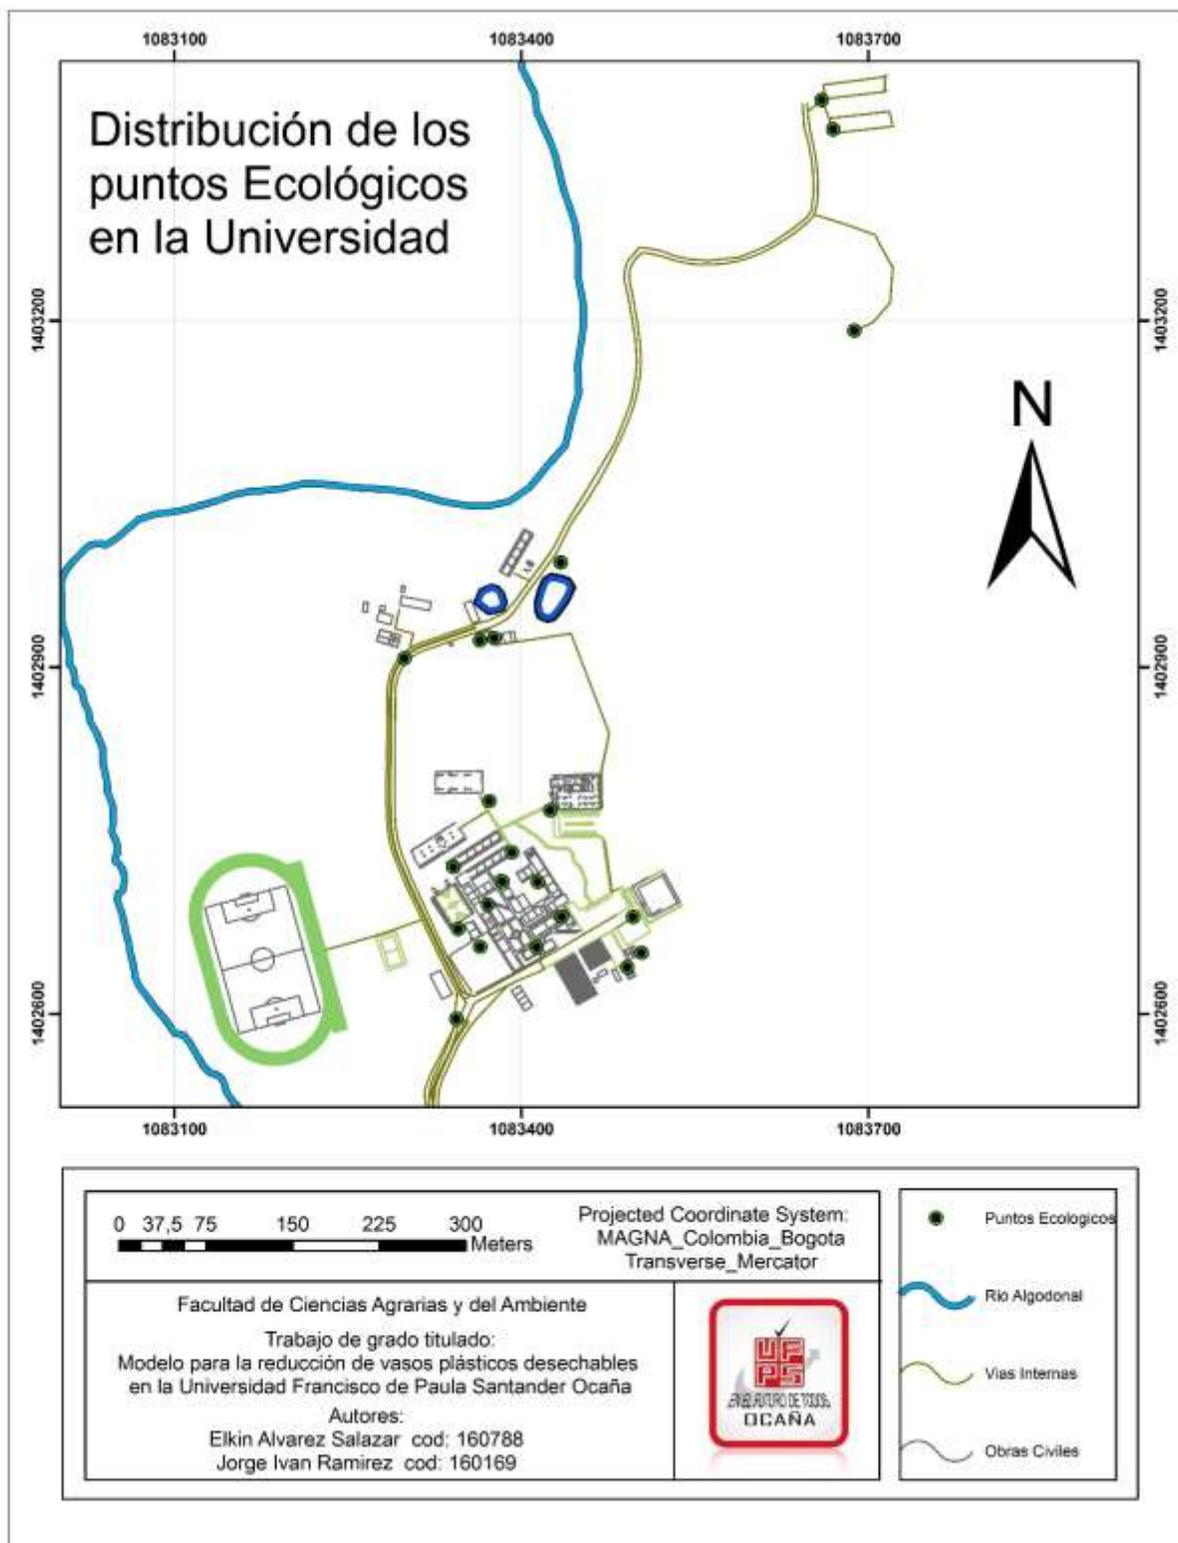 1083100 1083400 1083700
Distribución de los
puntos Ecológicos
en la Universidad
1403200 1403200
N
1402900 1402900
1402600 1402600
1083100 1083400 1083700
0 37,5 75 150 225 300
Meters
Projected Coordinate System:
MAGNA_Colombia_Bogota
Transverse_Mercator
Facultad de Ciencias Agrarias y del Ambiente
Trabajo de grado titulado:
Modelo para la reducción de vasos plásticos desechables
en la Universidad Francisco de Paula Santander Ocaña
Autores:
Elkin Alvarez Salazar cod: 160788
Jorge Ivan Ramirez cod: 160169
UF
PS
OCAÑA
Puntos Ecologicos
Rio Algodonal
Vias Internas
Obras Civiles